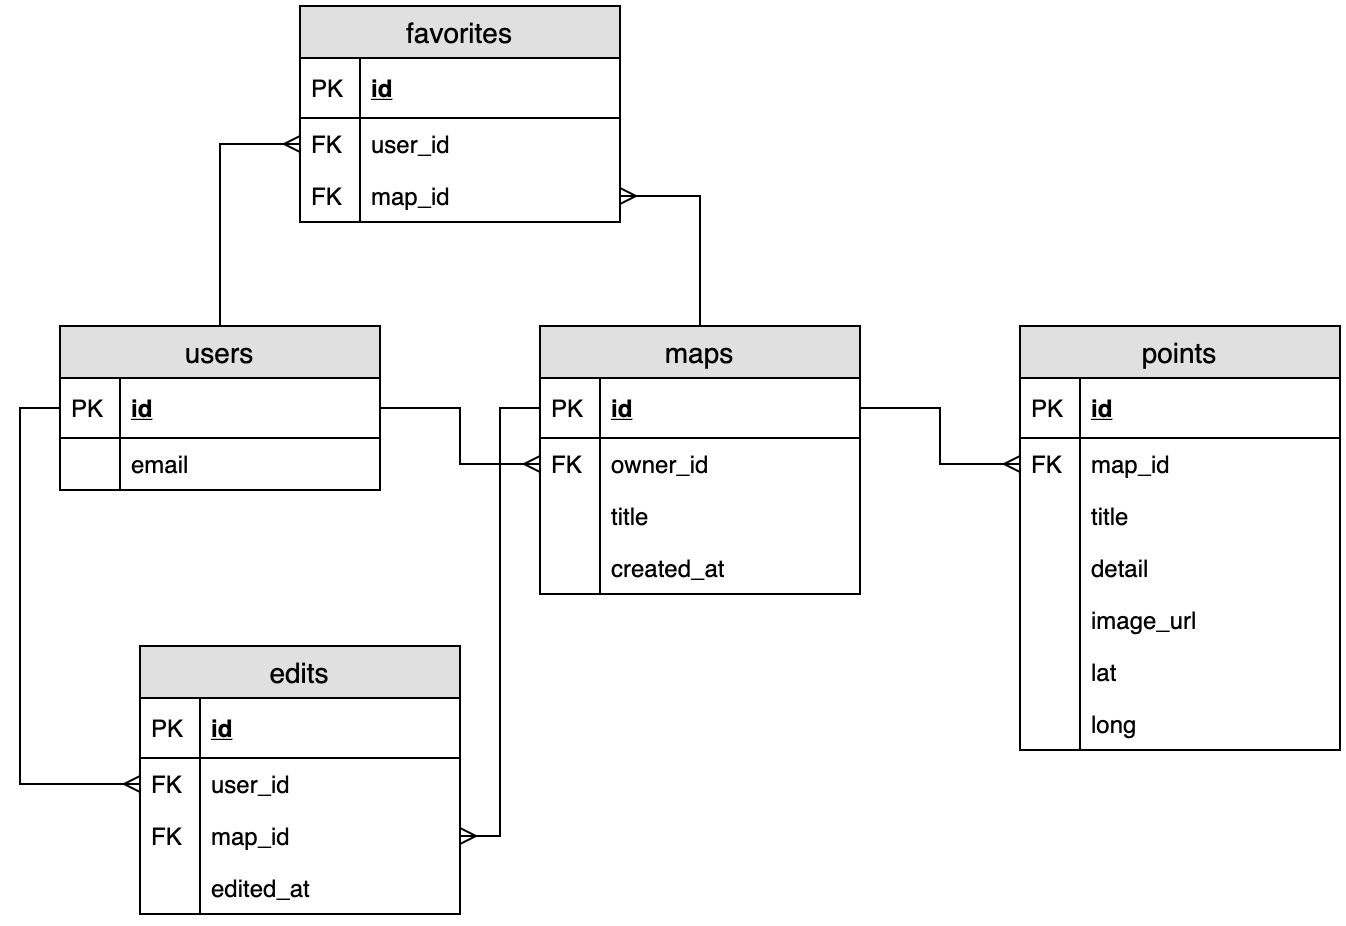 favorites
PK id
FK user_id
FK map_id
users
PK id
email
maps
PK id
FK owner_id
title
created_at
points
PK id
FK map_id
title
detail
image_url
lat
long
edits
PK id
FK user_id
FK map_id
edited_at